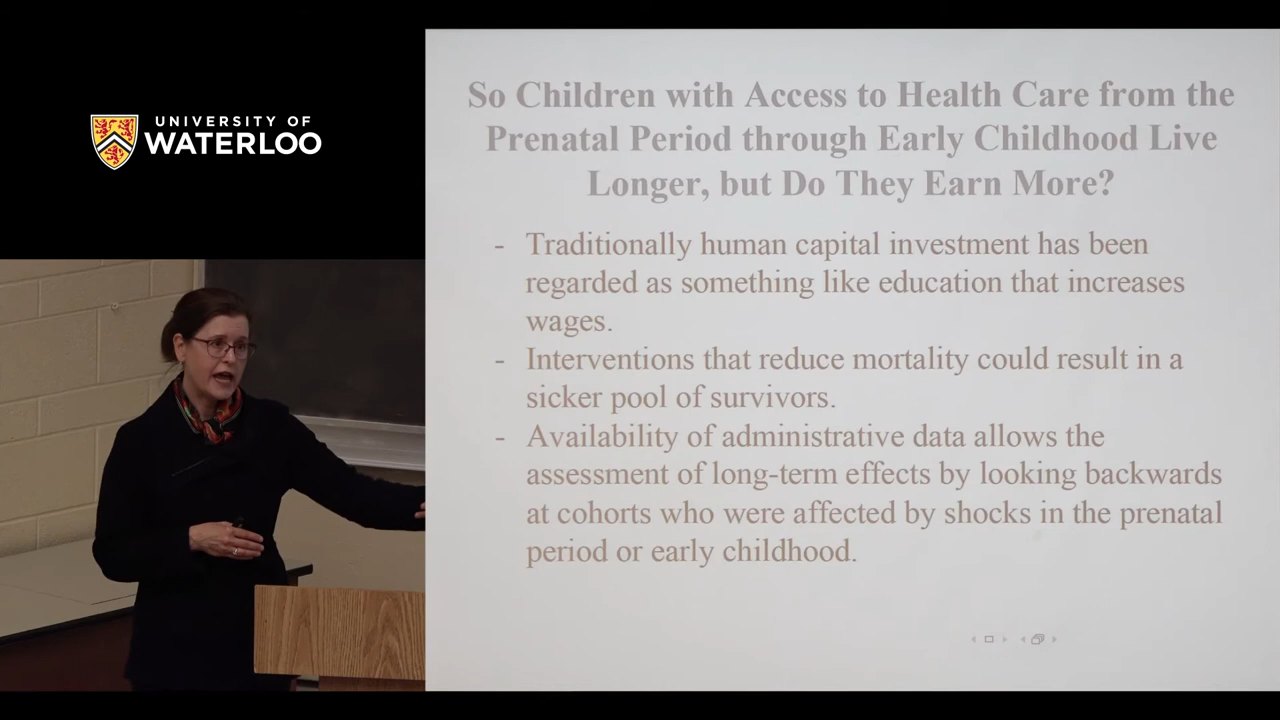 UNIVERSITY OF
WATERLOO
So Children with Access to Health Care from the
Prenatal Period through Early Childhood Live
Longer, but Do They Earn More?
- Traditionally human capital investment has been
regarded as something like education that increases
wages.
- Interventions that reduce mortality could result in a
sicker pool of survivors.
- Availability of administrative data allows the
assessment of long-term effects by looking backwards
at cohorts who were affected by shocks in the prenatal
period or early childhood.